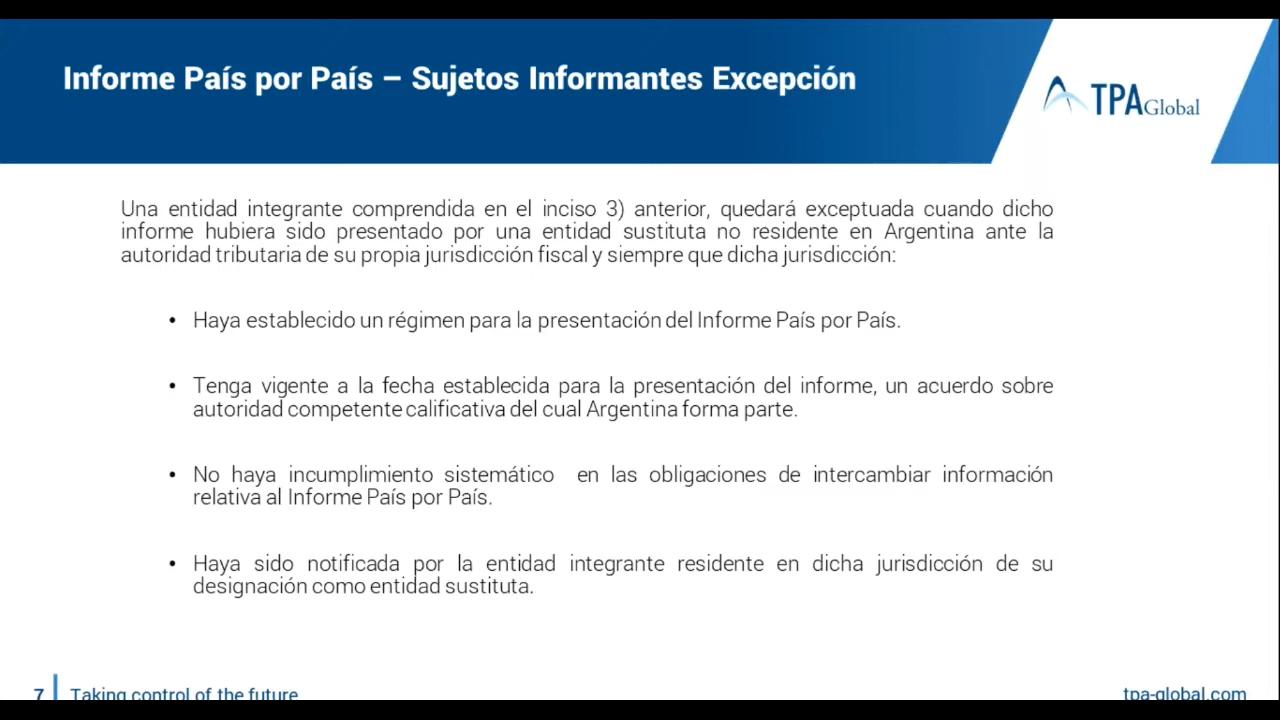 Informe País por País – Sujetos Informantes Excepción
TPAGlobal
Una entidad integrante comprendida en el inciso 3) anterior, quedará exceptuada cuando dicho
informe hubiera sido presentado por una entidad sustituta no residente en Argentina ante la
autoridad tributaria de su propia jurisdicción fiscal y siempre que dicha jurisdicción:
• Haya establecido un régimen para la presentación del Informe País por País.
• Tenga vigente a la fecha establecida para la presentación del informe, un acuerdo sobre
autoridad competente calificativa del cual Argentina forma parte.
• No haya incumplimiento sistemático en las obligaciones de intercambiar información
relativa al Informe País por País.
• Haya sido notificada por la entidad integrante residente en dicha jurisdicción de su
designación como entidad sustituta.
7 Taking control of the future
tpa-global.com